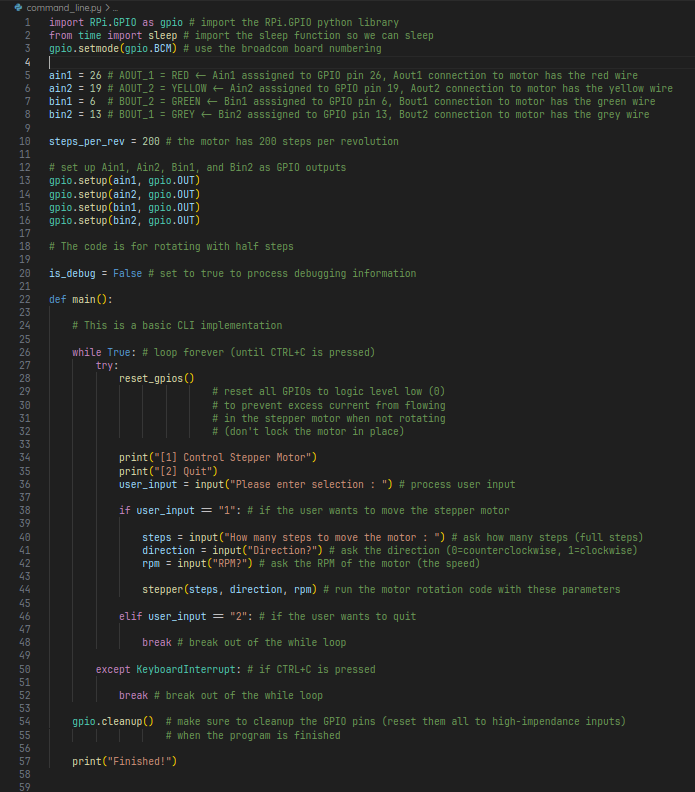 command_line.py > ...
1 import RPi.GPIO as gpio # import the RPi.GPIO python library
2 from time import sleep # import the sleep function so we can sleep
3 gpio.setmode(gpio.BCM) # use the broadcom board numbering
4
5 ain1 = 26 # AOUT_1 = RED <- Ain1 asssigned to GPIO pin 26, Aout1 connection to motor has the red wire
6 ain2 = 19 # AOUT_2 = YELLOW <- Ain2 asssigned to GPIO pin 19, Aout2 connection to motor has the yellow wire
7 bin1 = 6  # BOUT_2 = GREEN <- Bin1 asssigned to GPIO pin 6, Bout1 connection to motor has the green wire
8 bin2 = 13 # BOUT_1 = GREY <- Bin2 asssigned to GPIO pin 13, Bout2 connection to motor has the grey wire
9
10 steps_per_rev = 200 # the motor has 200 steps per revolution
11
12 # set up Ain1, Ain2, Bin1, and Bin2 as GPIO outputs
13 gpio.setup(ain1, gpio.OUT)
14 gpio.setup(ain2, gpio.OUT)
15 gpio.setup(bin1, gpio.OUT)
16 gpio.setup(bin2, gpio.OUT)
17
18 # The code is for rotating with half steps
19
20 is_debug = False # set to true to process debugging information
21
22 def main():
23
24     # This is a basic CLI implementation
25
26     while True: # loop forever (until CTRL+C is pressed)
27         try:
28             reset_gpios()
29                             # reset all GPIOs to logic level low (0)
30                             # to prevent excess current from flowing
31                             # in the stepper motor when not rotating
32                             # (don't lock the motor in place)
33
34             print("[1] Control Stepper Motor")
35             print("[2] Quit")
36             user_input = input("Please enter selection : ") # process user input
37
38             if user_input == "1": # if the user wants to move the stepper motor
39
40                 steps = input("How many steps to move the motor : ") # ask how many steps (full steps)
41                 direction = input("Direction?") # ask the direction (0=counterclockwise, 1=clockwise)
42                 rpm = input("RPM?") # ask the RPM of the motor (the speed)
43
44                 stepper(steps, direction, rpm) # run the motor rotation code with these parameters
45
46             elif user_input == "2": # if the user wants to quit
47
48                 break # break out of the while loop
49
50         except KeyboardInterrupt: # if CTRL+C is pressed
51
52             break # break out of the while loop
53
54     gpio.cleanup()  # make sure to cleanup the GPIO pins (reset them all to high-impendance inputs)
55                     # when the program is finished
56
57     print("Finished!")
58
59